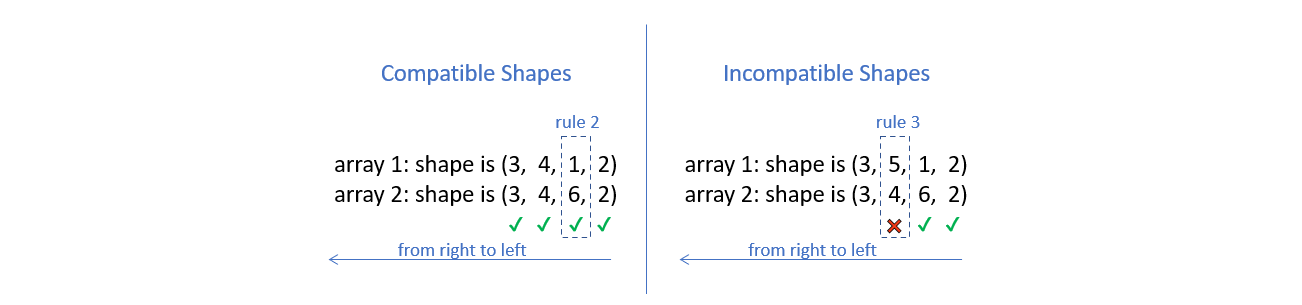 Compatible Shapes
rule 2
array 1: shape is (3, 4, 1, 2)
array 2: shape is (3, 4, 6, 2)
✓ ✓ ✓ ✓
from right to left
Incompatible Shapes
rule 3
array 1: shape is (3, 5, 1, 2)
array 2: shape is (3, 4, 6, 2)
✗ ✓ ✓
from right to left